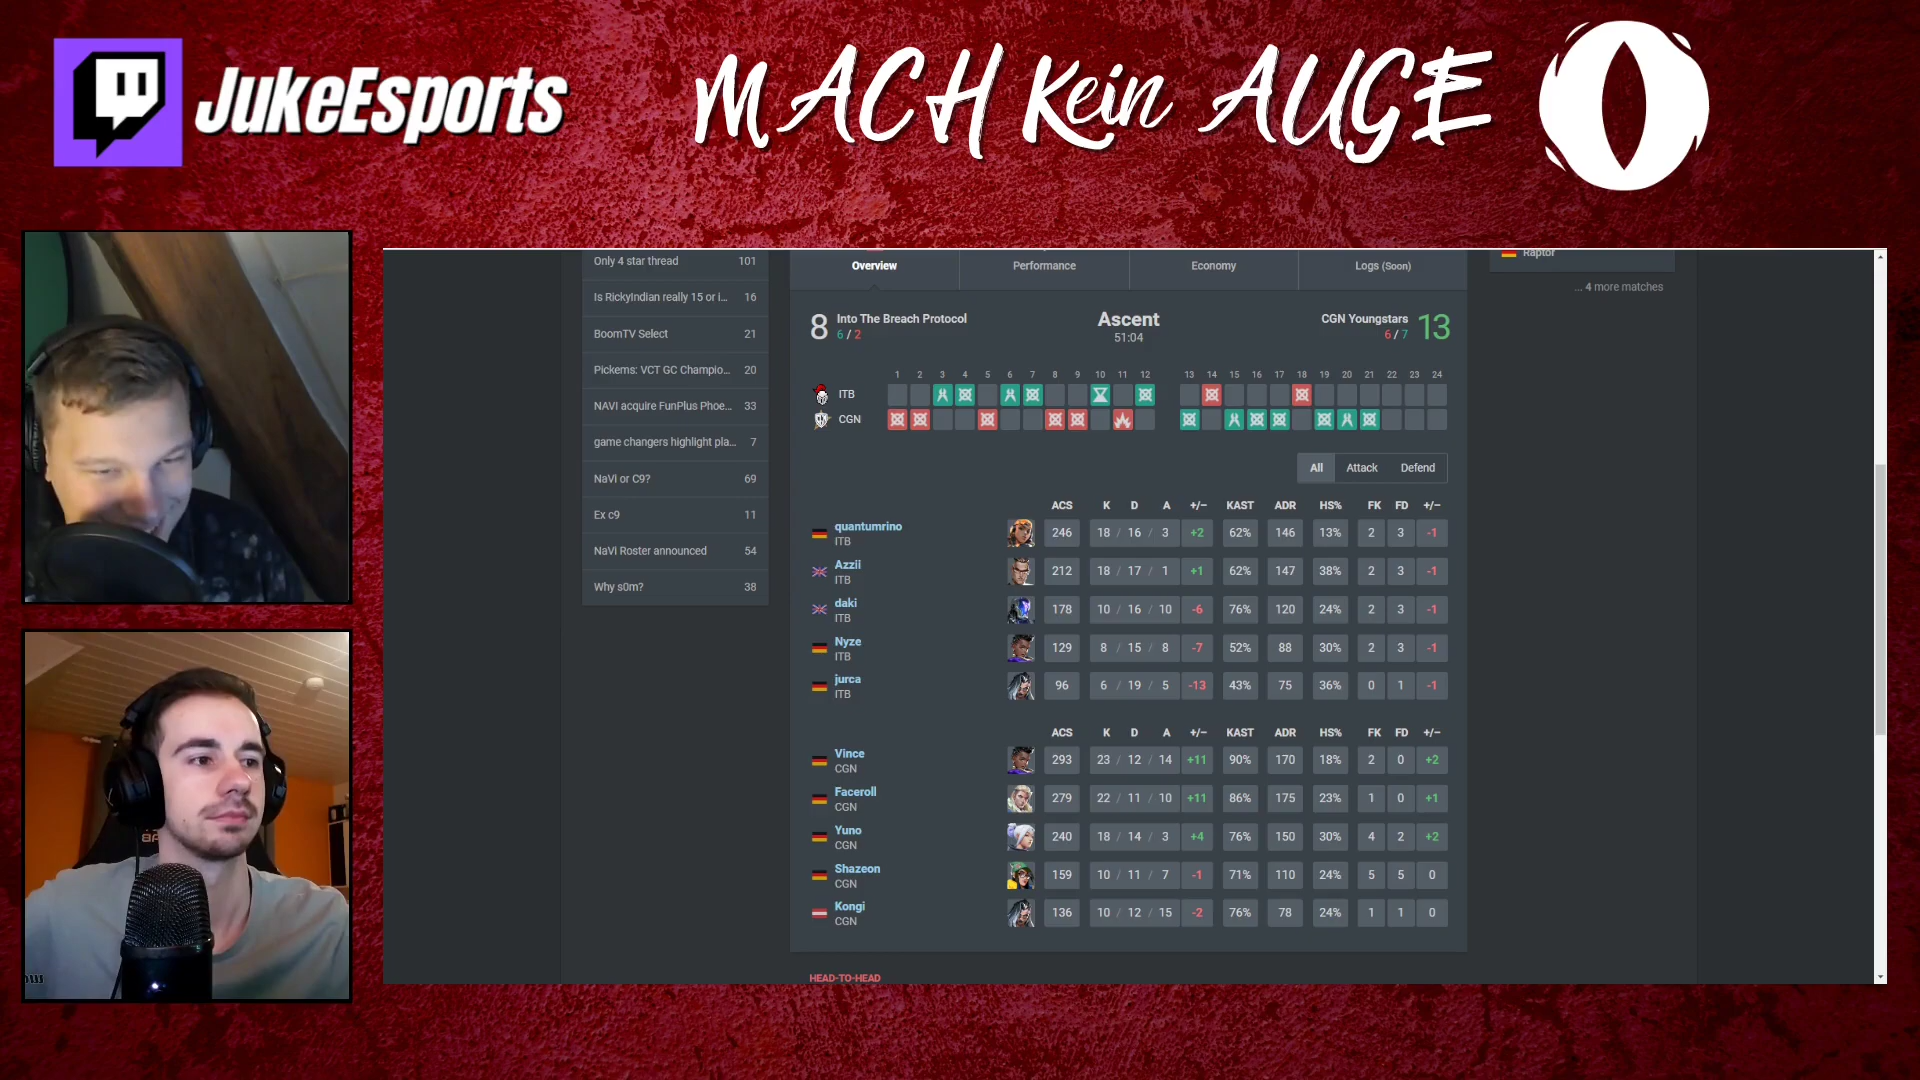 JukeEsports
MACH Kein AUGE
Only 4 star thread 101
Is RickyIndian really 15 or i... 16
BoomTV Select 21
Pickems: VCT GC Champio... 20
NAVI acquire FunPlus Phoe... 33
game changers highlight pla... 7
NaVi or C9? 69
Ex c9 11
NaVi Roster announced 54
Why s0m? 38
Overview Performance Economy Logs (Soon)
Raptor
... 4 more matches
8 Into The Breach Protocol Ascent CGN Youngstars 13
6 / 2 51:04 6 / 7
1 2 3 4 5 6 7 8 9 10 11 12 13 14 15 16 17 18 19 20 21 22 23 24
ITB
CGN
All Attack Defend
ACS K D A +/– KAST ADR HS% FK FD +/–
quantumrino
ITB
246 18 / 16 / 3 +2 62% 146 13% 2 3 -1
Azzii
ITB
212 18 / 17 / 1 +1 62% 147 38% 2 3 -1
daki
ITB
178 10 / 16 / 10 -6 76% 120 24% 2 3 -1
Nyze
ITB
129 8 / 15 / 8 -7 52% 88 30% 2 3 -1
jurca
ITB
96 6 / 19 / 5 -13 43% 75 36% 0 1 -1
ACS K D A +/– KAST ADR HS% FK FD +/–
Vince
CGN
293 23 / 12 / 14 +11 90% 170 18% 2 0 +2
Faceroll
CGN
279 22 / 11 / 10 +11 86% 175 23% 1 0 +1
Yuno
CGN
240 18 / 14 / 3 +4 76% 150 30% 4 2 +2
Shazeon
CGN
159 10 / 11 / 7 -1 71% 110 24% 5 5 0
Kongi
CGN
136 10 / 12 / 15 -2 76% 78 24% 1 1 0
HEAD-TO-HEAD